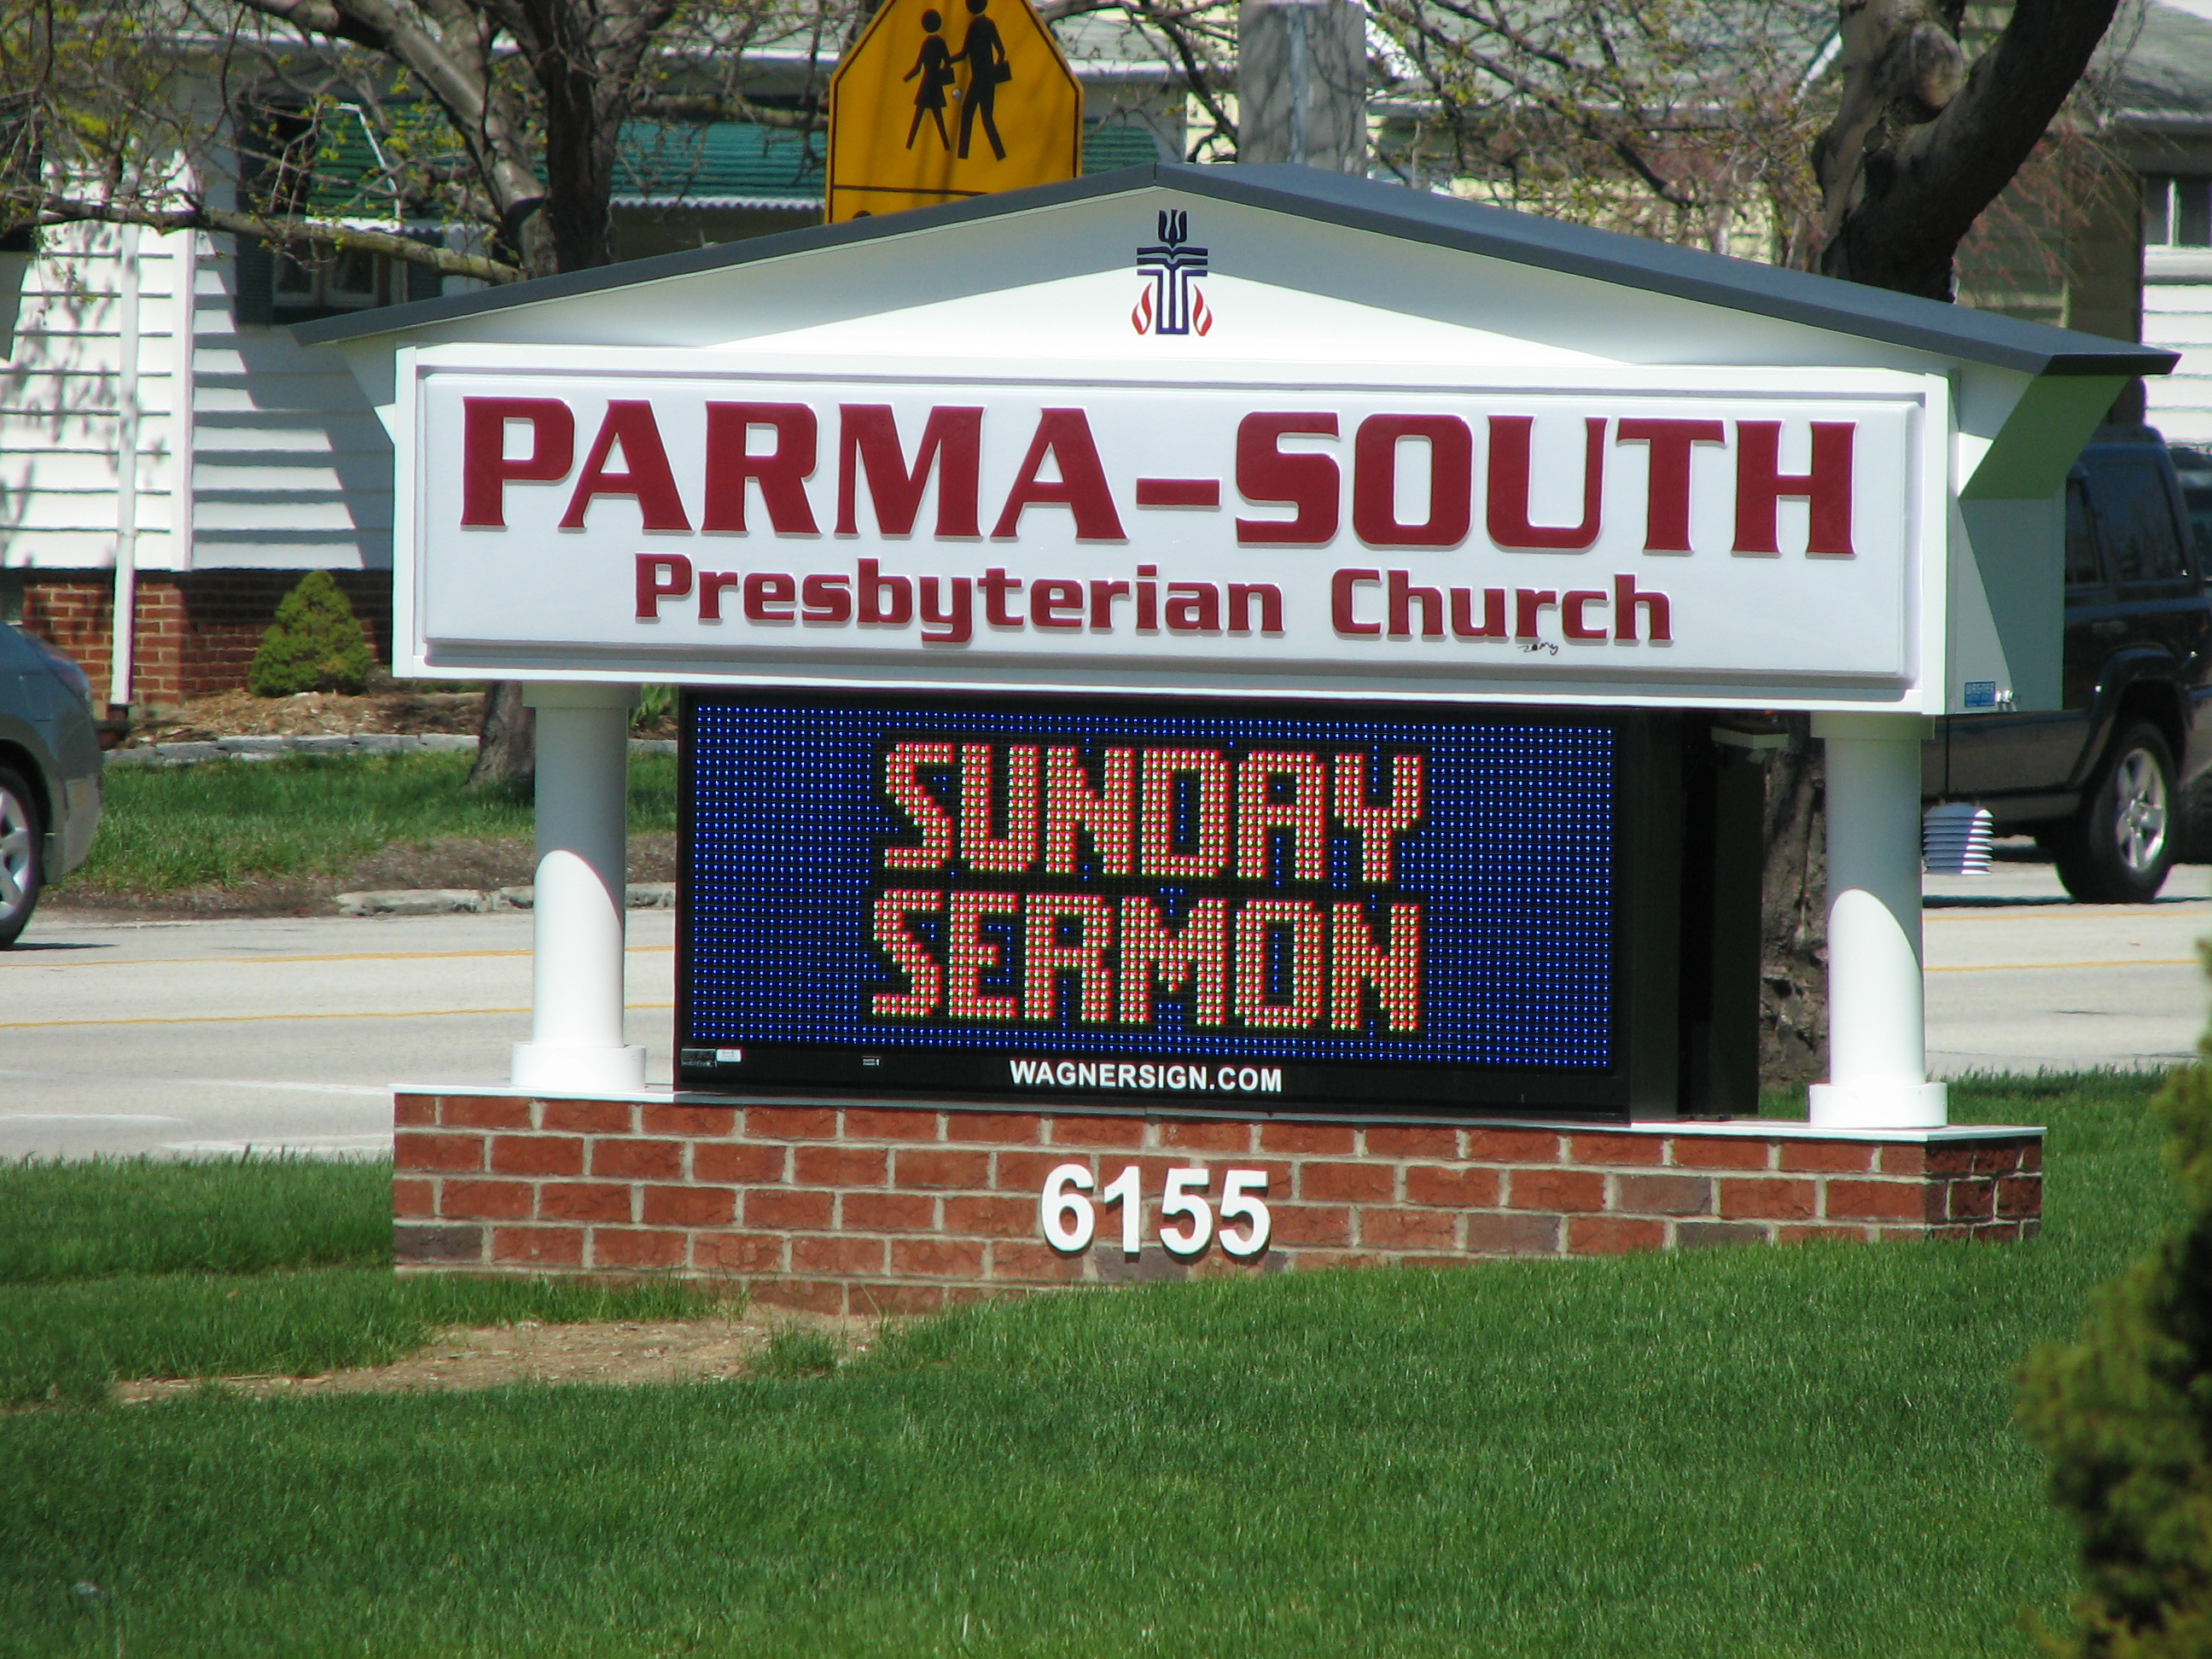 PARMA-SOUTH
Presbyterian Church
SUNDAY
SERMON
WAGNERSIGN.COM
6155